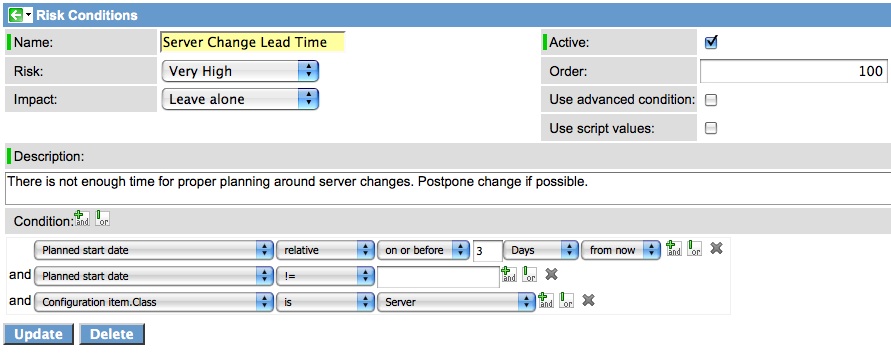 Risk Conditions
Name: Server Change Lead Time Active:
Risk: Very High Order: 100
Impact: Leave alone Use advanced condition:
Use script values:
Description:
There is not enough time for proper planning around server changes. Postpone change if possible.
Condition: and or
Planned start date relative on or before 3 Days from now and or
and Planned start date != and or
and Configuration item.Class is Server and or
Update Delete